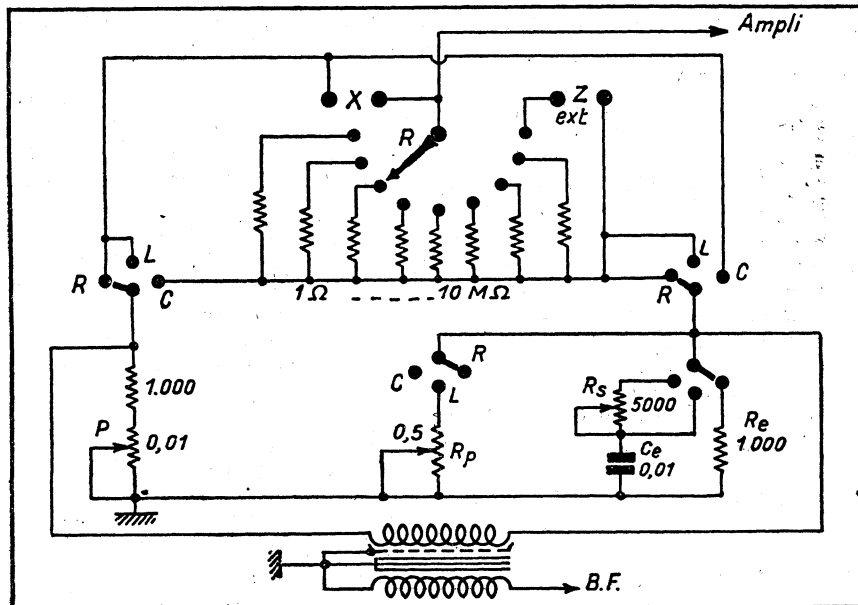 Ampli
X
Z
ext
R
L
R
C
L
C
R
1 Ω - - - - - 10 MΩ
1.000
P
0,01
R
C
L
0,5
Rp
Rs
5000
Ce
0,01
Re
1.000
B.F.